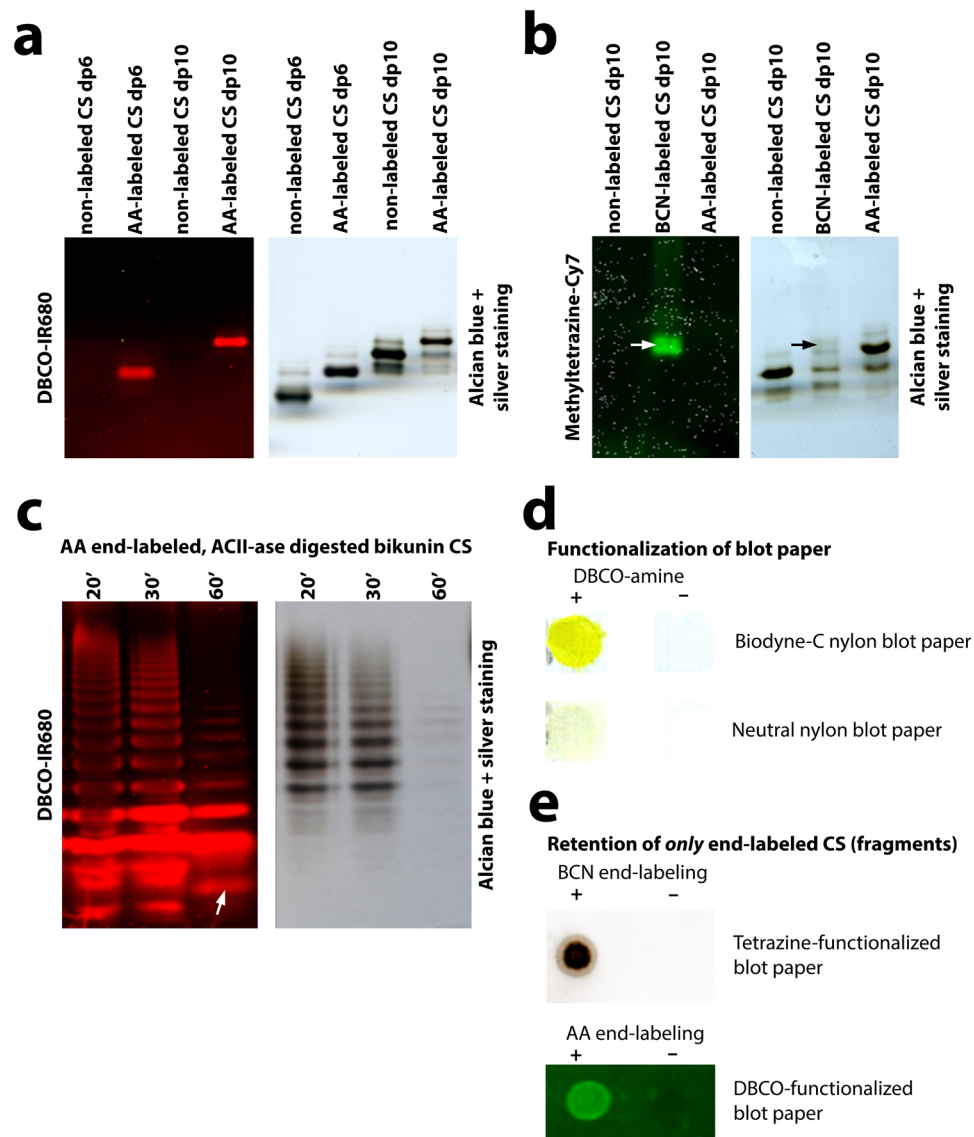 a
non-labeled CS dp6
AA-labeled CS dp6
non-labeled CS dp10
AA-labeled CS dp10
non-labeled CS dp6
AA-labeled CS dp6
non-labeled CS dp10
AA-labeled CS dp10
DBCO-IR680
Alcian blue +
silver staining
b
non-labeled CS dp10
BCN-labeled CS dp10
AA-labeled CS dp10
non-labeled CS dp10
BCN-labeled CS dp10
AA-labeled CS dp10
Methyltetrazine-Cy7
Alcian blue +
silver staining
c
AA end-labeled, ACII-ase digested bikunin CS
20' 30' 60' 20' 30' 60'
DBCO-IR680
Alcian blue + silver staining
d
Functionalization of blot paper
DBCO-amine
+ −
Biodyne-C nylon blot paper
Neutral nylon blot paper
e
Retention of only end-labeled CS (fragments)
BCN end-labeling
+ −
Tetrazine-functionalized
blot paper
AA end-labeling
+ −
DBCO-functionalized
blot paper